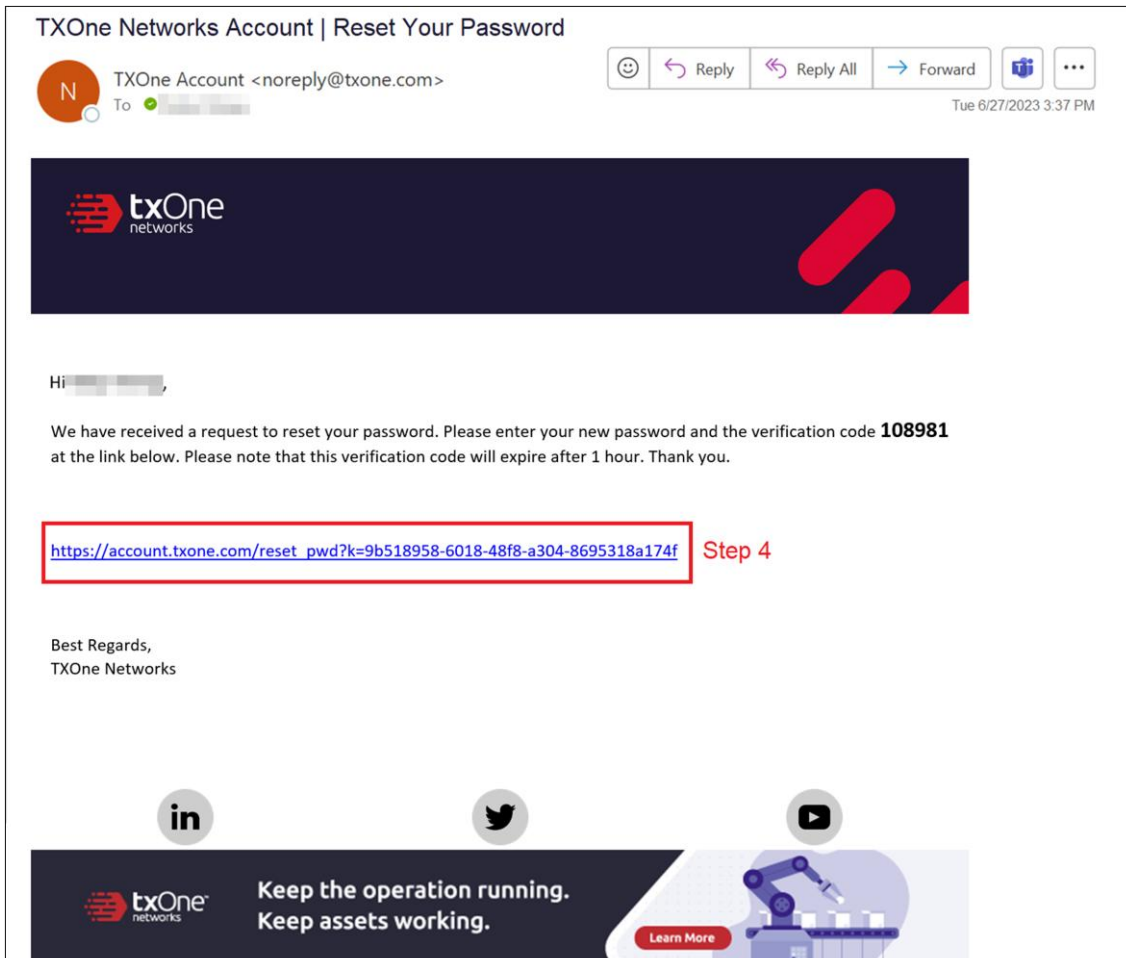 TXOne Networks Account | Reset Your Password
N
TXOne Account <noreply@txone.com>
To
Reply
Reply All
Forward
Tue 6/27/2023 3:37 PM
txOne
networks
Hi ,
We have received a request to reset your password. Please enter your new password and the verification code 108981
at the link below. Please note that this verification code will expire after 1 hour. Thank you.
https://account.txone.com/reset_pwd?k=9b518958-6018-48f8-a304-8695318a174f
Step 4
Best Regards,
TXOne Networks
in
txOne
networks
Keep the operation running.
Keep assets working.
Learn More